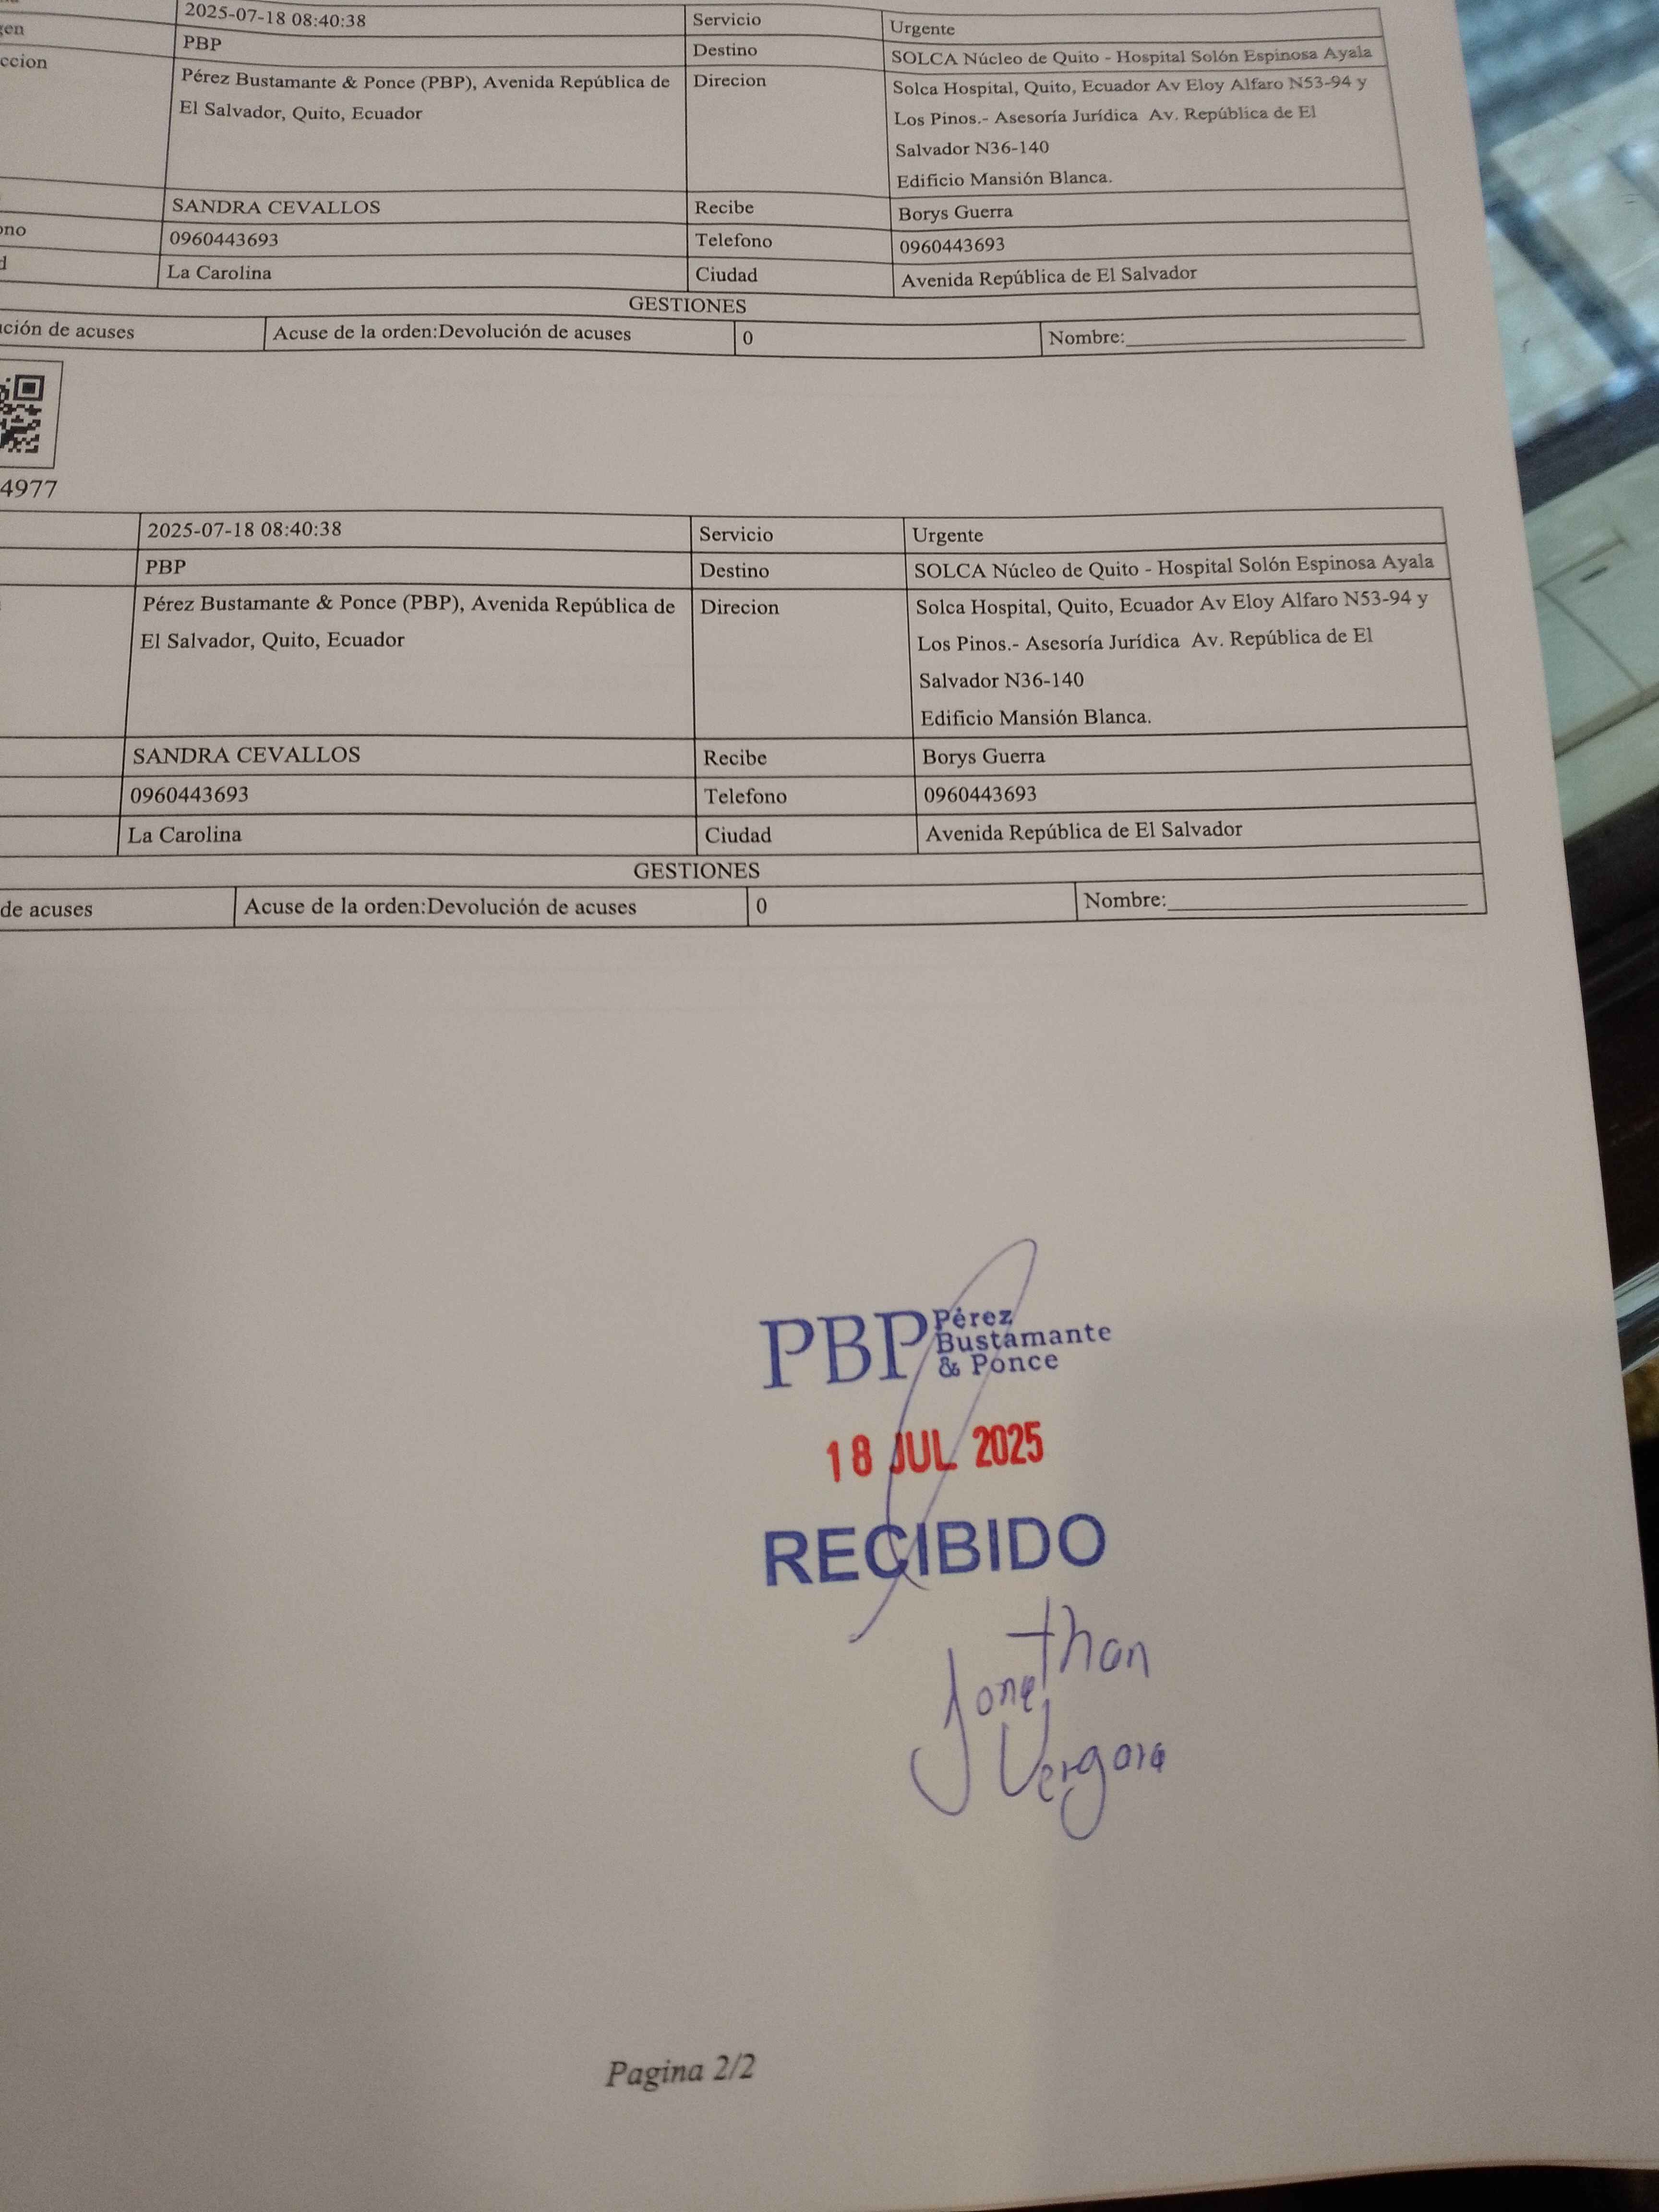 2025-07-18 08:40:38 Servicio Urgente
gen PBP Destino SOLCA Núcleo de Quito - Hospital Solón Espinosa Ayala
ccion Pérez Bustamante & Ponce (PBP), Avenida República de Direcion Solca Hospital, Quito, Ecuador Av Eloy Alfaro N53-94 y
El Salvador, Quito, Ecuador Los Pinos.- Asesoría Jurídica Av. República de El
Salvador N36-140
Edificio Mansión Blanca.
SANDRA CEVALLOS Recibe Borys Guerra
ono 0960443693 Telefono 0960443693
d La Carolina Ciudad Avenida República de El Salvador
GESTIONES
ución de acuses Acuse de la orden:Devolución de acuses 0 Nombre:
4977
2025-07-18 08:40:38 Servicio Urgente
PBP Destino SOLCA Núcleo de Quito - Hospital Solón Espinosa Ayala
Pérez Bustamante & Ponce (PBP), Avenida República de Direcion Solca Hospital, Quito, Ecuador Av Eloy Alfaro N53-94 y
El Salvador, Quito, Ecuador Los Pinos.- Asesoría Jurídica Av. República de El
Salvador N36-140
Edificio Mansión Blanca.
SANDRA CEVALLOS Recibe Borys Guerra
0960443693 Telefono 0960443693
La Carolina Ciudad Avenida República de El Salvador
GESTIONES
de acuses Acuse de la orden:Devolución de acuses 0 Nombre:
PBP Pérez
Bustamante
& Ponce
18 JUL 2025
RECIBIDO
Jonathan
Vergara
Pagina 2/2